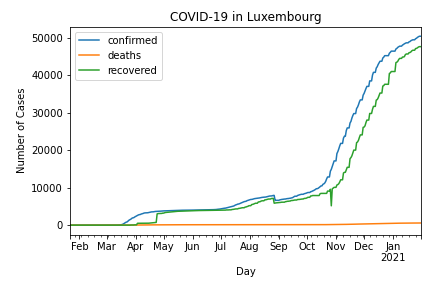 COVID-19 in Luxembourg
confirmed
deaths
recovered
Number of Cases
50000
40000
30000
20000
10000
0
Feb Mar Apr May Jun Jul Aug Sep Oct Nov Dec Jan
2021
Day